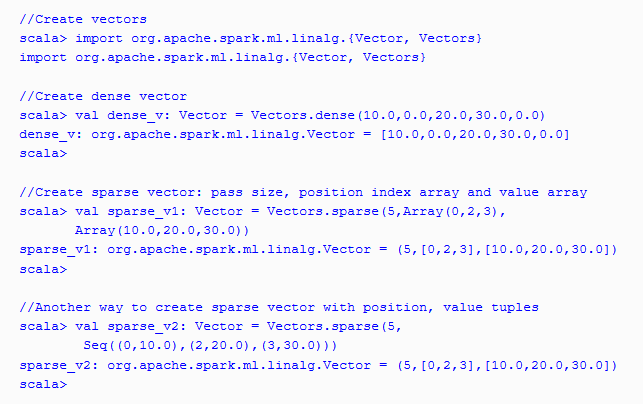 //Create vectors
scala> import org.apache.spark.ml.linalg.{Vector, Vectors}
import org.apache.spark.ml.linalg.{Vector, Vectors}

//Create dense vector
scala> val dense_v: Vector = Vectors.dense(10.0,0.0,20.0,30.0,0.0)
dense_v: org.apache.spark.ml.linalg.Vector = [10.0,0.0,20.0,30.0,0.0]
scala>

//Create sparse vector: pass size, position index array and value array
scala> val sparse_v1: Vector = Vectors.sparse(5,Array(0,2,3),
       Array(10.0,20.0,30.0))
sparse_v1: org.apache.spark.ml.linalg.Vector = (5,[0,2,3],[10.0,20.0,30.0])
scala>

//Another way to create sparse vector with position, value tuples
scala> val sparse_v2: Vector = Vectors.sparse(5,
        Seq((0,10.0),(2,20.0),(3,30.0)))
sparse_v2: org.apache.spark.ml.linalg.Vector = (5,[0,2,3],[10.0,20.0,30.0])
scala>